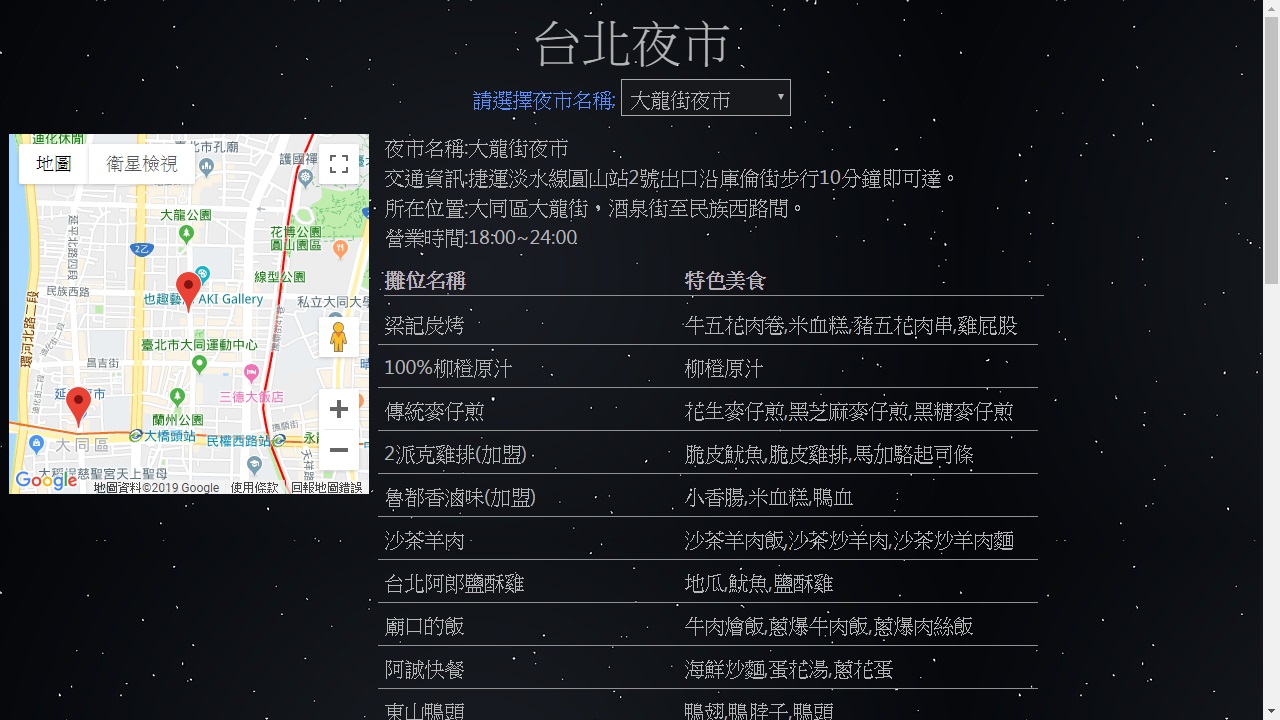 台北夜市
請選擇夜市名稱: 大龍街夜市
地圖 衛星檢視
迪化休閒
臺北市孔廟
護國禪
大龍公園
花博公園
圓山園區
延平北路四段
民族西路
線型公園
也趣藝 AKI Gallery
私立大同大學
環河北路二段
臺北市大同運動中心
昌吉街
三德大飯店
蘭州公園
大橋頭站
民權西路站
大同區
大稻埕慈聖宮天上聖母
Google
地圖資料©2019 Google 使用條款 回報地圖錯誤
夜市名稱:大龍街夜市
交通資訊:捷運淡水線圓山站2號出口沿庫倫街步行10分鐘即可達。
所在位置:大同區大龍街，酒泉街至民族西路間。
營業時間:18:00~24:00
攤位名稱 特色美食
梁記烤 牛五花肉串,米血糕,豬五花肉串,雞屁股
100%柳橙原汁 柳橙原汁
麥仔煎 花生麥仔煎,黑芝麻麥仔煎,黑糖麥仔煎
2派克雞排(加盟) 脆皮魷魚,脆皮雞排,馬加駱起司條
魯都香滷味(加盟) 小香腸,米血糕,鴨血
沙茶羊肉 沙茶羊肉飯,沙茶炒羊肉,沙茶炒羊肉麵
台北阿郎鹽酥雞 地瓜,魷魚,鹽酥雞
廟口的飯 牛肉燴飯,蔥爆牛肉飯,蔥爆肉絲飯
阿誠快餐 海鮮炒麵,蛋花湯,蔥花蛋
東山鴨頭 鴨翅,鴨脖子,鴨頭